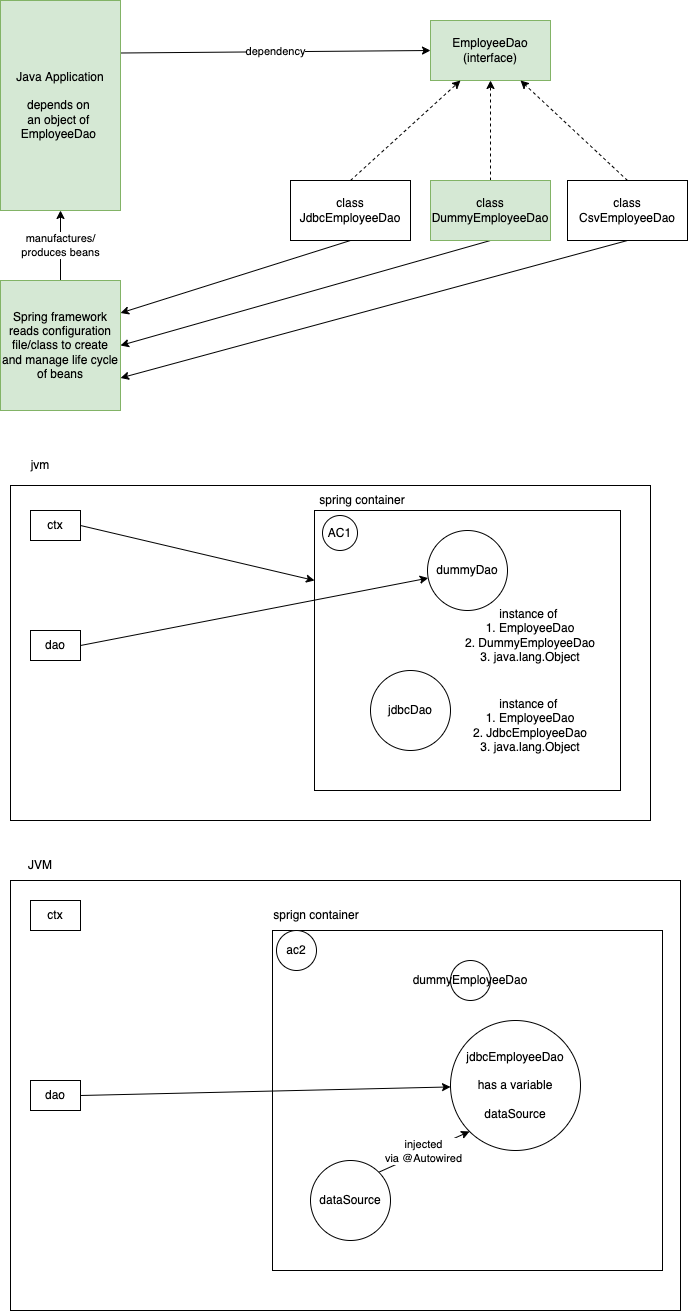 Java Application
depends on
an object of
EmployeeDao
dependency
EmployeeDao
(interface)
class
JdbcEmployeeDao
class
DummyEmployeeDao
class
CsvEmployeeDao
manufactures/
produces beans
Spring framework
reads configuration
file/class to create
and manage life cycle
of beans
jvm
spring container
ctx
AC1
dummyDao
instance of
1. EmployeeDao
2. DummyEmployeeDao
3. java.lang.Object
dao
jdbcDao
instance of
1. EmployeeDao
2. JdbcEmployeeDao
3. java.lang.Object
JVM
ctx
sprign container
ac2
dummyEmployeeDao
jdbcEmployeeDao
has a variable
dataSource
dao
injected
via @Autowired
dataSource